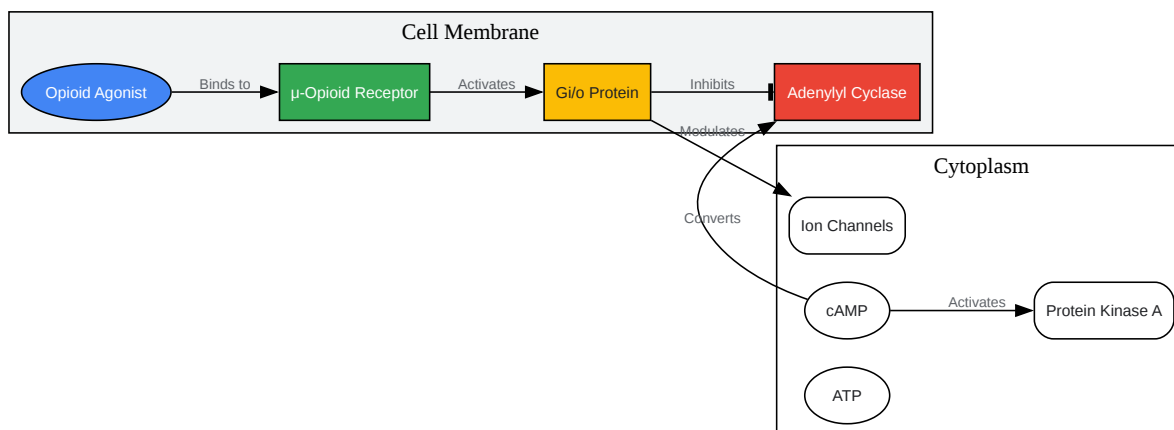 Cell Membrane
Opioid Agonist
Binds to
μ-Opioid Receptor
Activates
Gi/o Protein
Inhibits
Adenylyl Cyclase
Modulates
Cytoplasm
Converts
Ion Channels
cAMP
Activates
Protein Kinase A
ATP